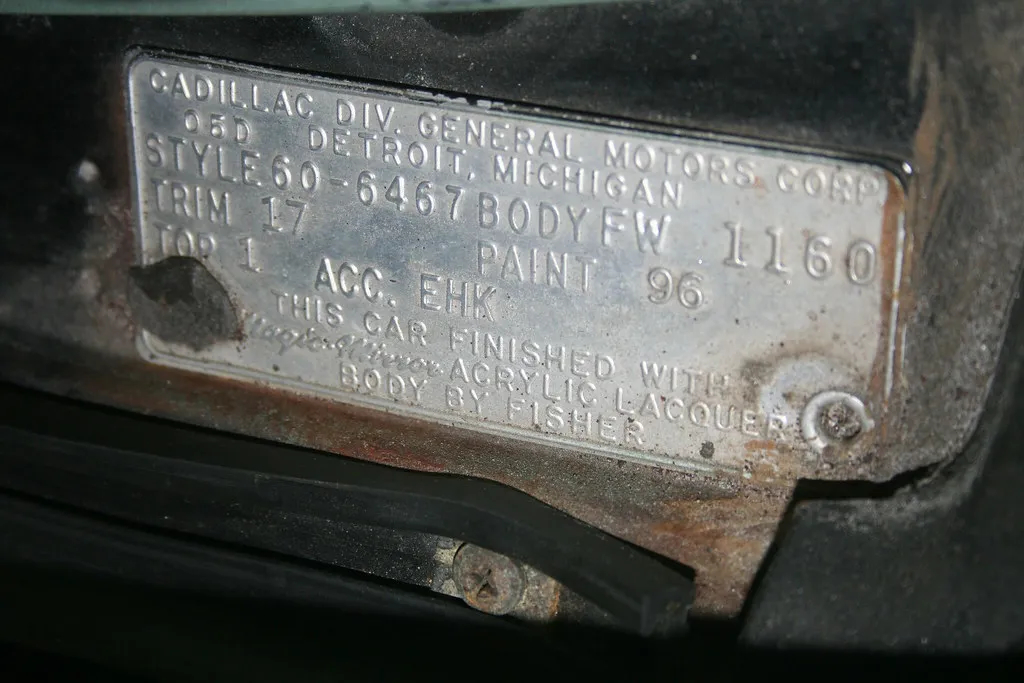 CADILLAC DIV. GENERAL MOTORS CORP
05D DETROIT, MICHIGAN
STYLE 60-6467 BODY FW 1160
TRIM 17 PAINT 96
TOP 1 ACC. EHK
THIS CAR FINISHED WITH
Magic-Mirror ACRYLIC LACQUER
BODY BY FISHER